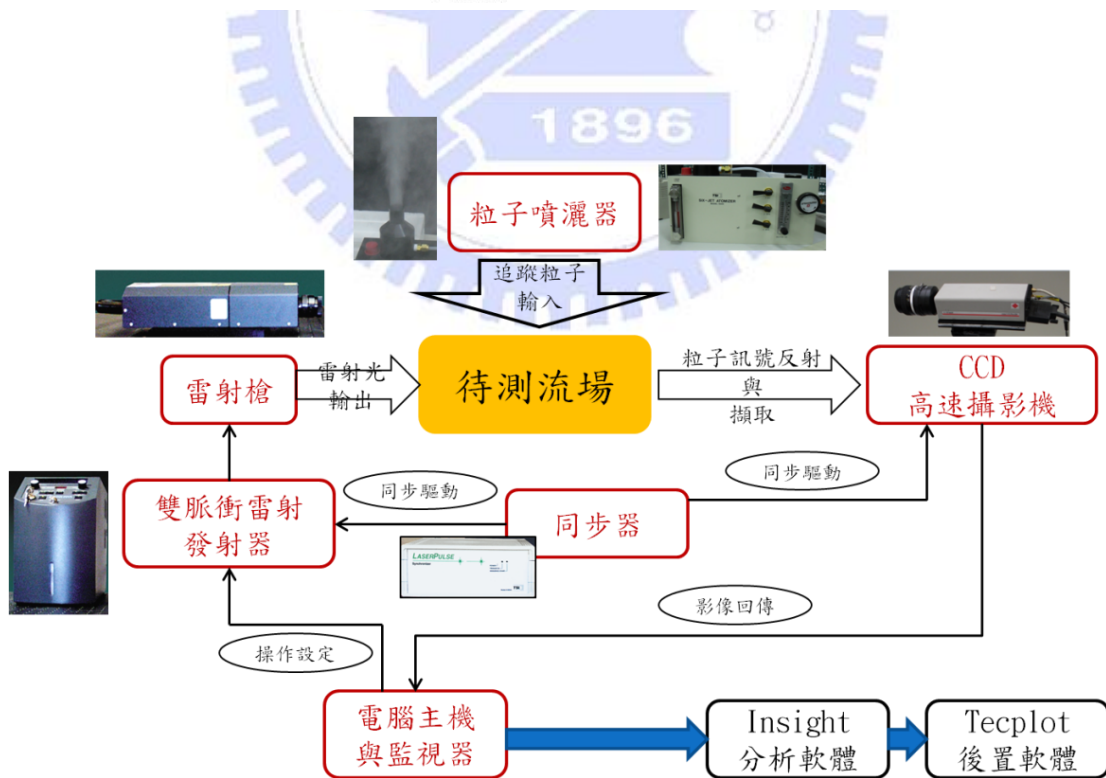 1896
粒子噴灑器
追蹤粒子
輸入
雷射槍
雷射光
輸出
待測流場
粒子訊號反射
與
擷取
CCD
高速攝影機
同步驅動
同步驅動
雙脈衝雷射
發射器
同步器
LASERPULSE
Synchronizer
影像回傳
操作設定
電腦主機
與監視器
Insight
分析軟體
Tecplot
後置軟體